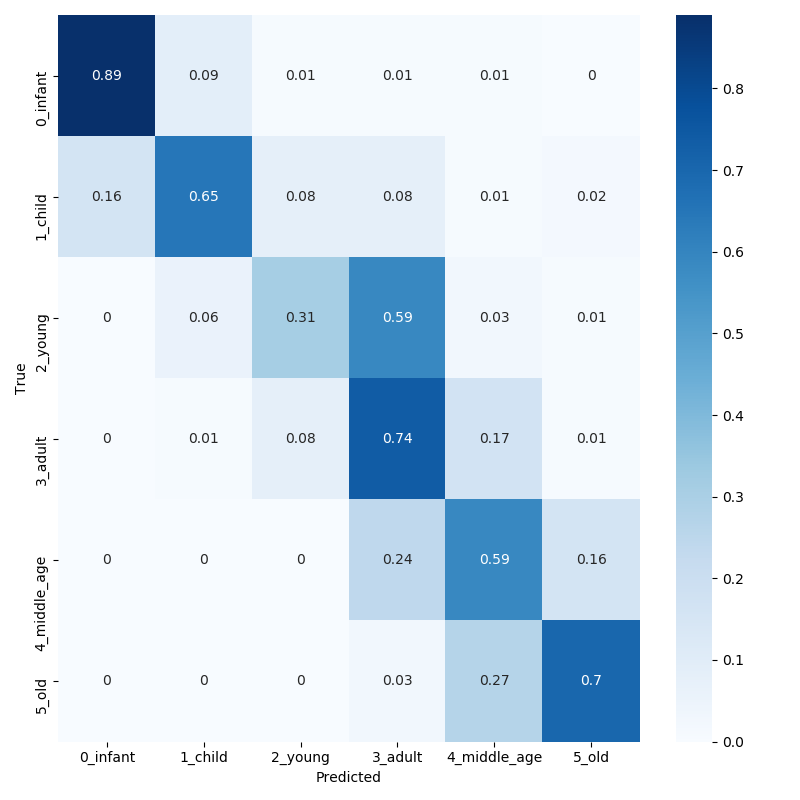 0_infant 0.89 0.09 0.01 0.01 0.01 0
1_child 0.16 0.65 0.08 0.08 0.01 0.02
2_young 0 0.06 0.31 0.59 0.03 0.01
3_adult 0 0.01 0.08 0.74 0.17 0.01
4_middle_age 0 0 0 0.24 0.59 0.16
5_old 0 0 0 0.03 0.27 0.7
True
0_infant 1_child 2_young 3_adult 4_middle_age 5_old
Predicted
0.8
0.7
0.6
0.5
0.4
0.3
0.2
0.1
0.0